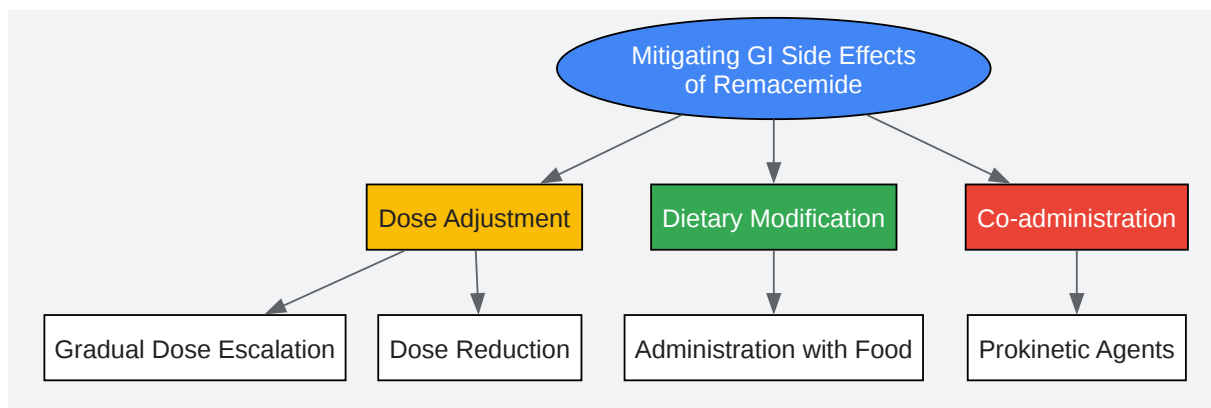 Mitigating GI Side Effects
of Remacemide
Dose Adjustment
Dietary Modification
Co-administration
Gradual Dose Escalation
Dose Reduction
Administration with Food
Prokinetic Agents